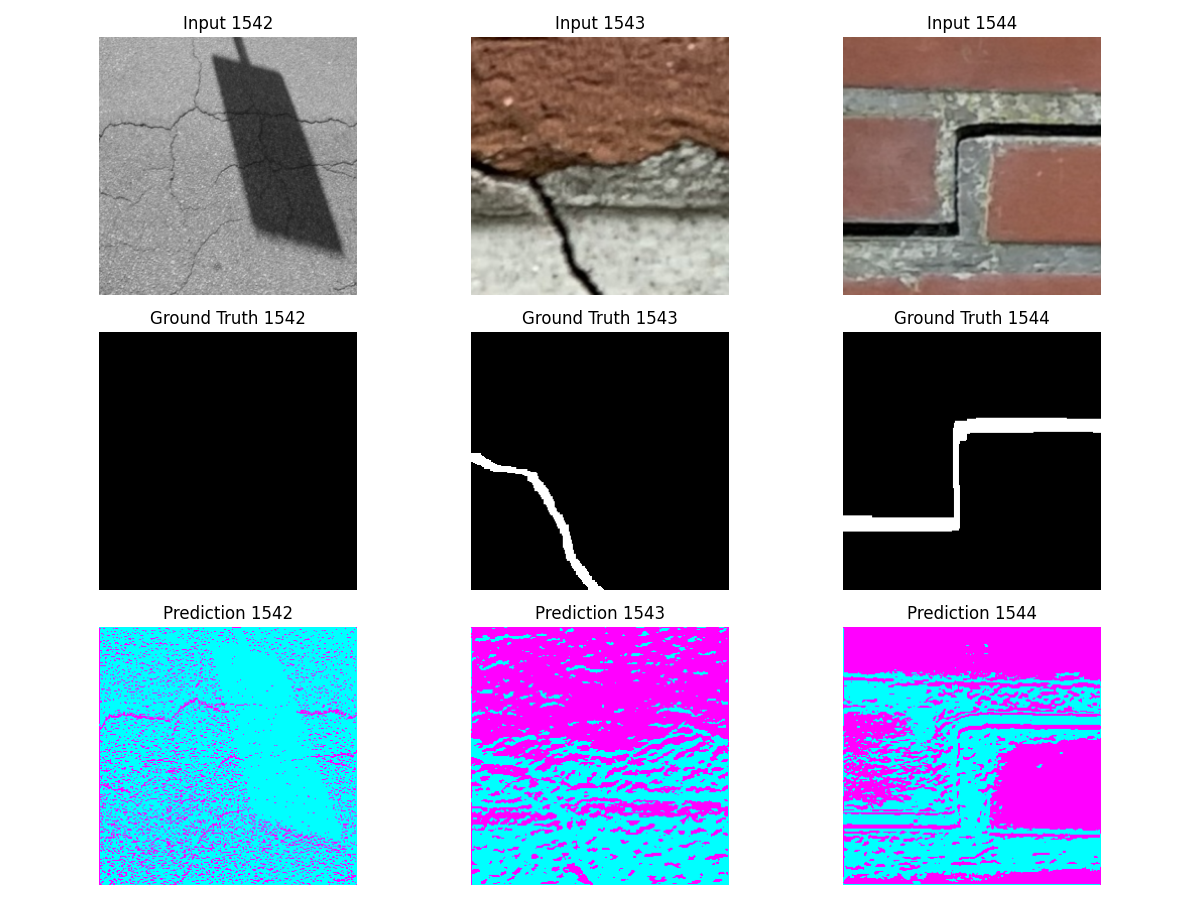 Input 1542
Input 1543
Input 1544
Ground Truth 1542
Ground Truth 1543
Ground Truth 1544
Prediction 1542
Prediction 1543
Prediction 1544